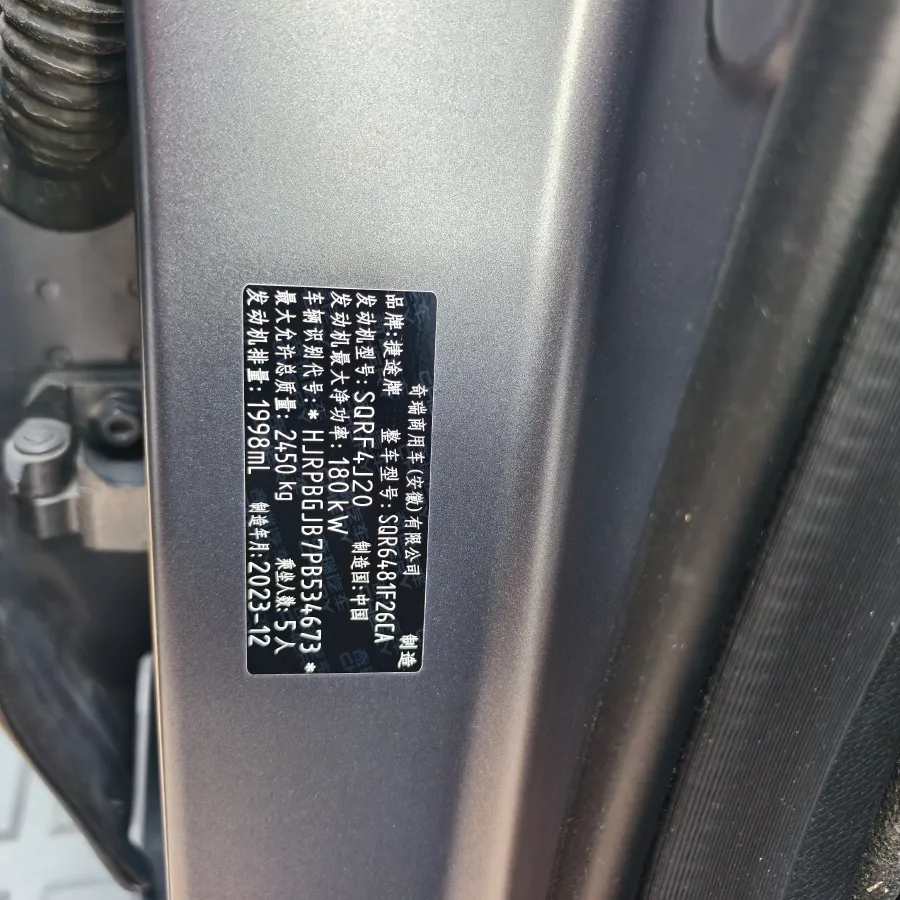 奇瑞商用车(安徽)有限公司 制造
品牌:捷途牌 整车型号:SQR6481F26CA
发动机型号:SQRF4J20 制造国:中国
发动机最大净功率:180kW
车辆识别代号:*HJRPBGJB7PB534673*
最大允许总质量:2450kg 乘坐人数:5人
发动机排量:1998mL 制造年月:2023-12